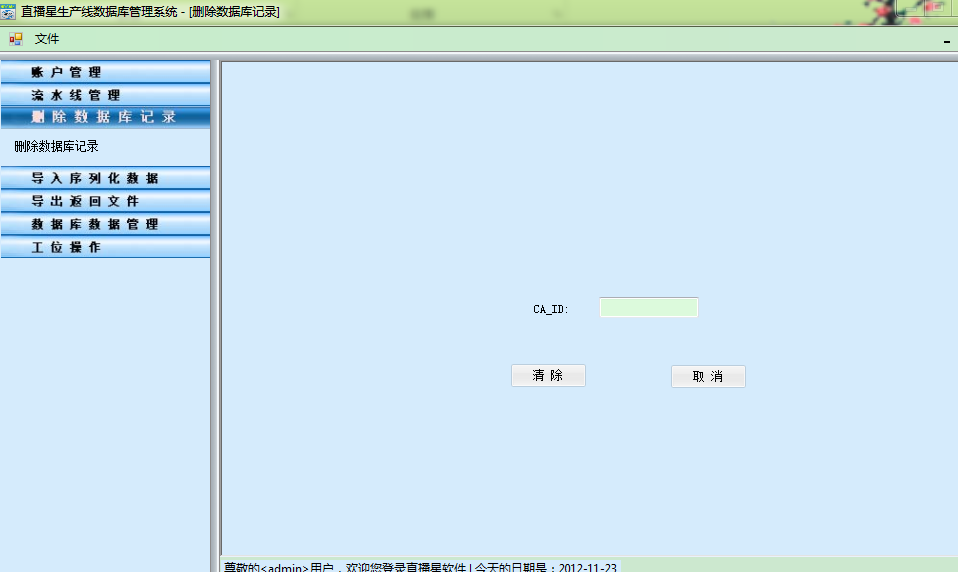 直播星生产线数据库管理系统 - [删除数据库记录]
文件
账户管理
流水线管理
删除数据库记录
删除数据库记录
导入序列化数据
导出返回文件
数据库数据管理
工位操作
CA_ID:
清 除
取 消
尊敬的<admin>用户，欢迎您登录直播星软件 | 今天的日期是：2012-11-23